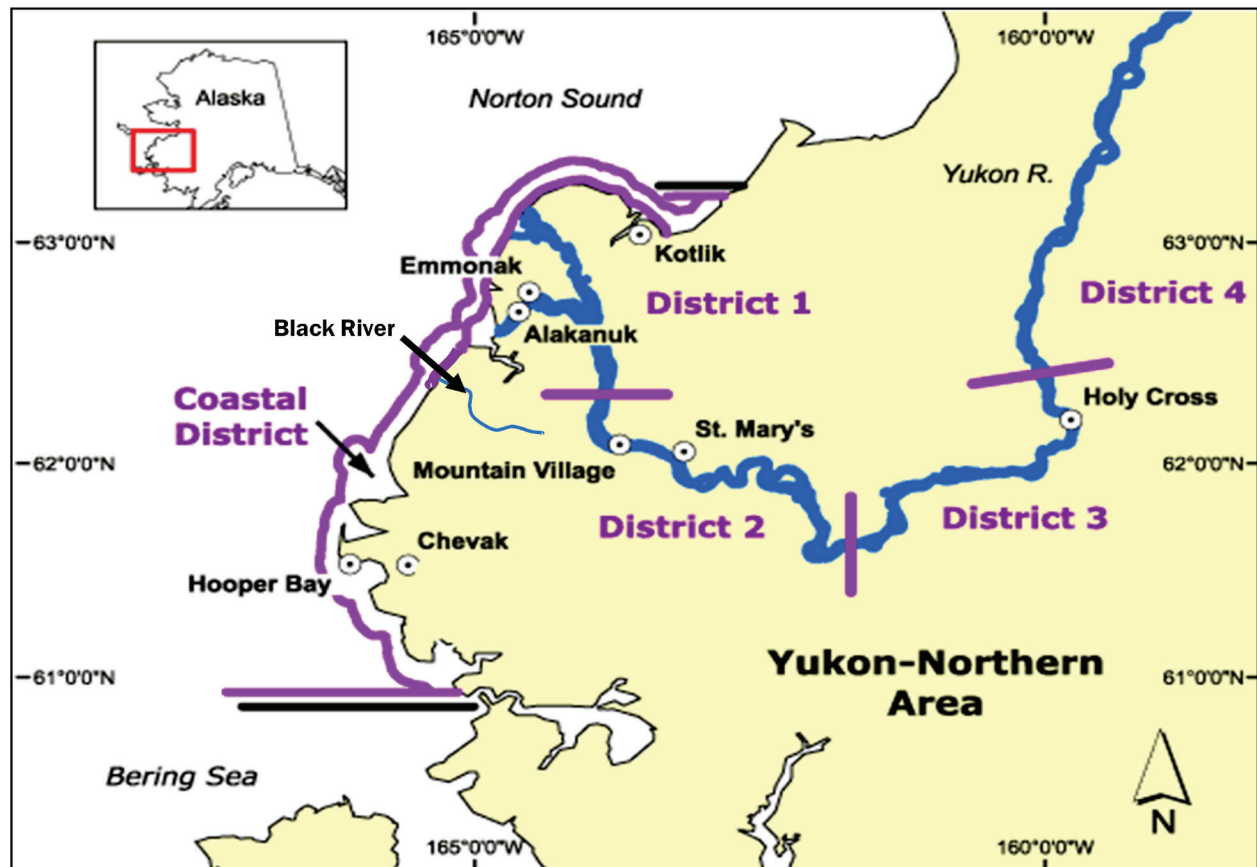 165°0'0"W
160°0'0"W
Alaska
Norton Sound
Yukon R.
63°0'0"N
63°0'0"N
Kotlik
Emmonak
District 1
District 4
Black River
Alakanuk
Coastal
District
Holy Cross
St. Mary's
62°0'0"N
62°0'0"N
Mountain Village
District 2
District 3
Chevak
Hooper Bay
Yukon-Northern
Area
61°0'0"N
61°0'0"N
Bering Sea
N
165°0'0"W
160°0'0"W